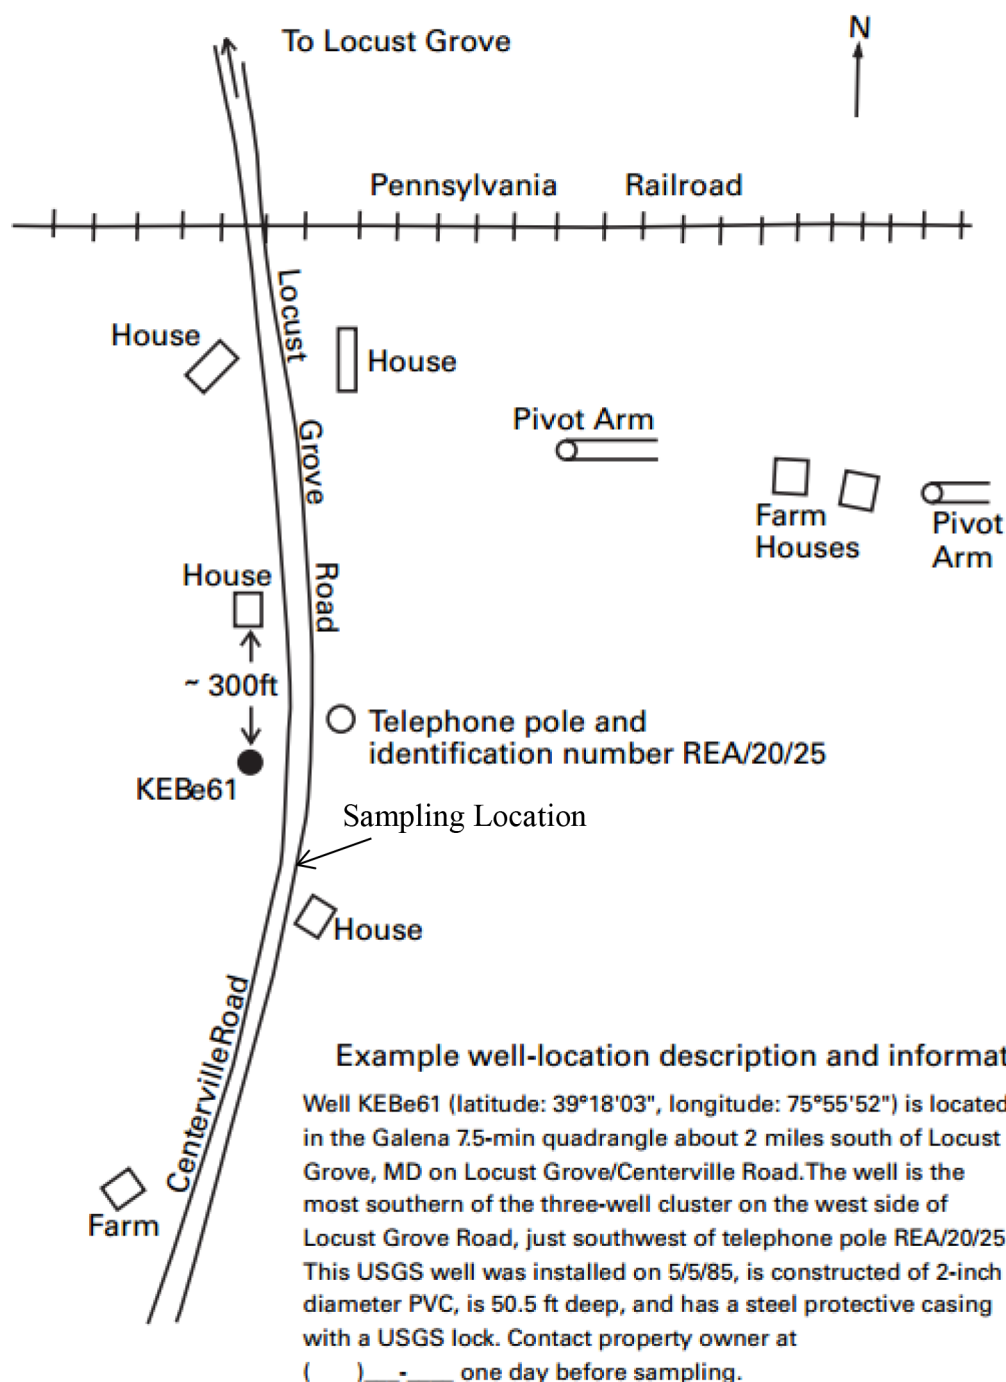 To Locust Grove
N
Pennsylvania Railroad
Locust Grove Road
House
House
Pivot Arm
Farm
Houses
Pivot
Arm
House
~ 300ft
Telephone pole and
identification number REA/20/25
KEBe61
Sampling Location
House
Centerville Road
Farm
Example well-location description and informat
Well KEBe61 (latitude: 39°18'03", longitude: 75°55'52") is located
in the Galena 7.5-min quadrangle about 2 miles south of Locust
Grove, MD on Locust Grove/Centerville Road. The well is the
most southern of the three-well cluster on the west side of
Locust Grove Road, just southwest of telephone pole REA/20/25
This USGS well was installed on 5/5/85, is constructed of 2-inch
diameter PVC, is 50.5 ft deep, and has a steel protective casing
with a USGS lock. Contact property owner at
( )___-____ one day before sampling.